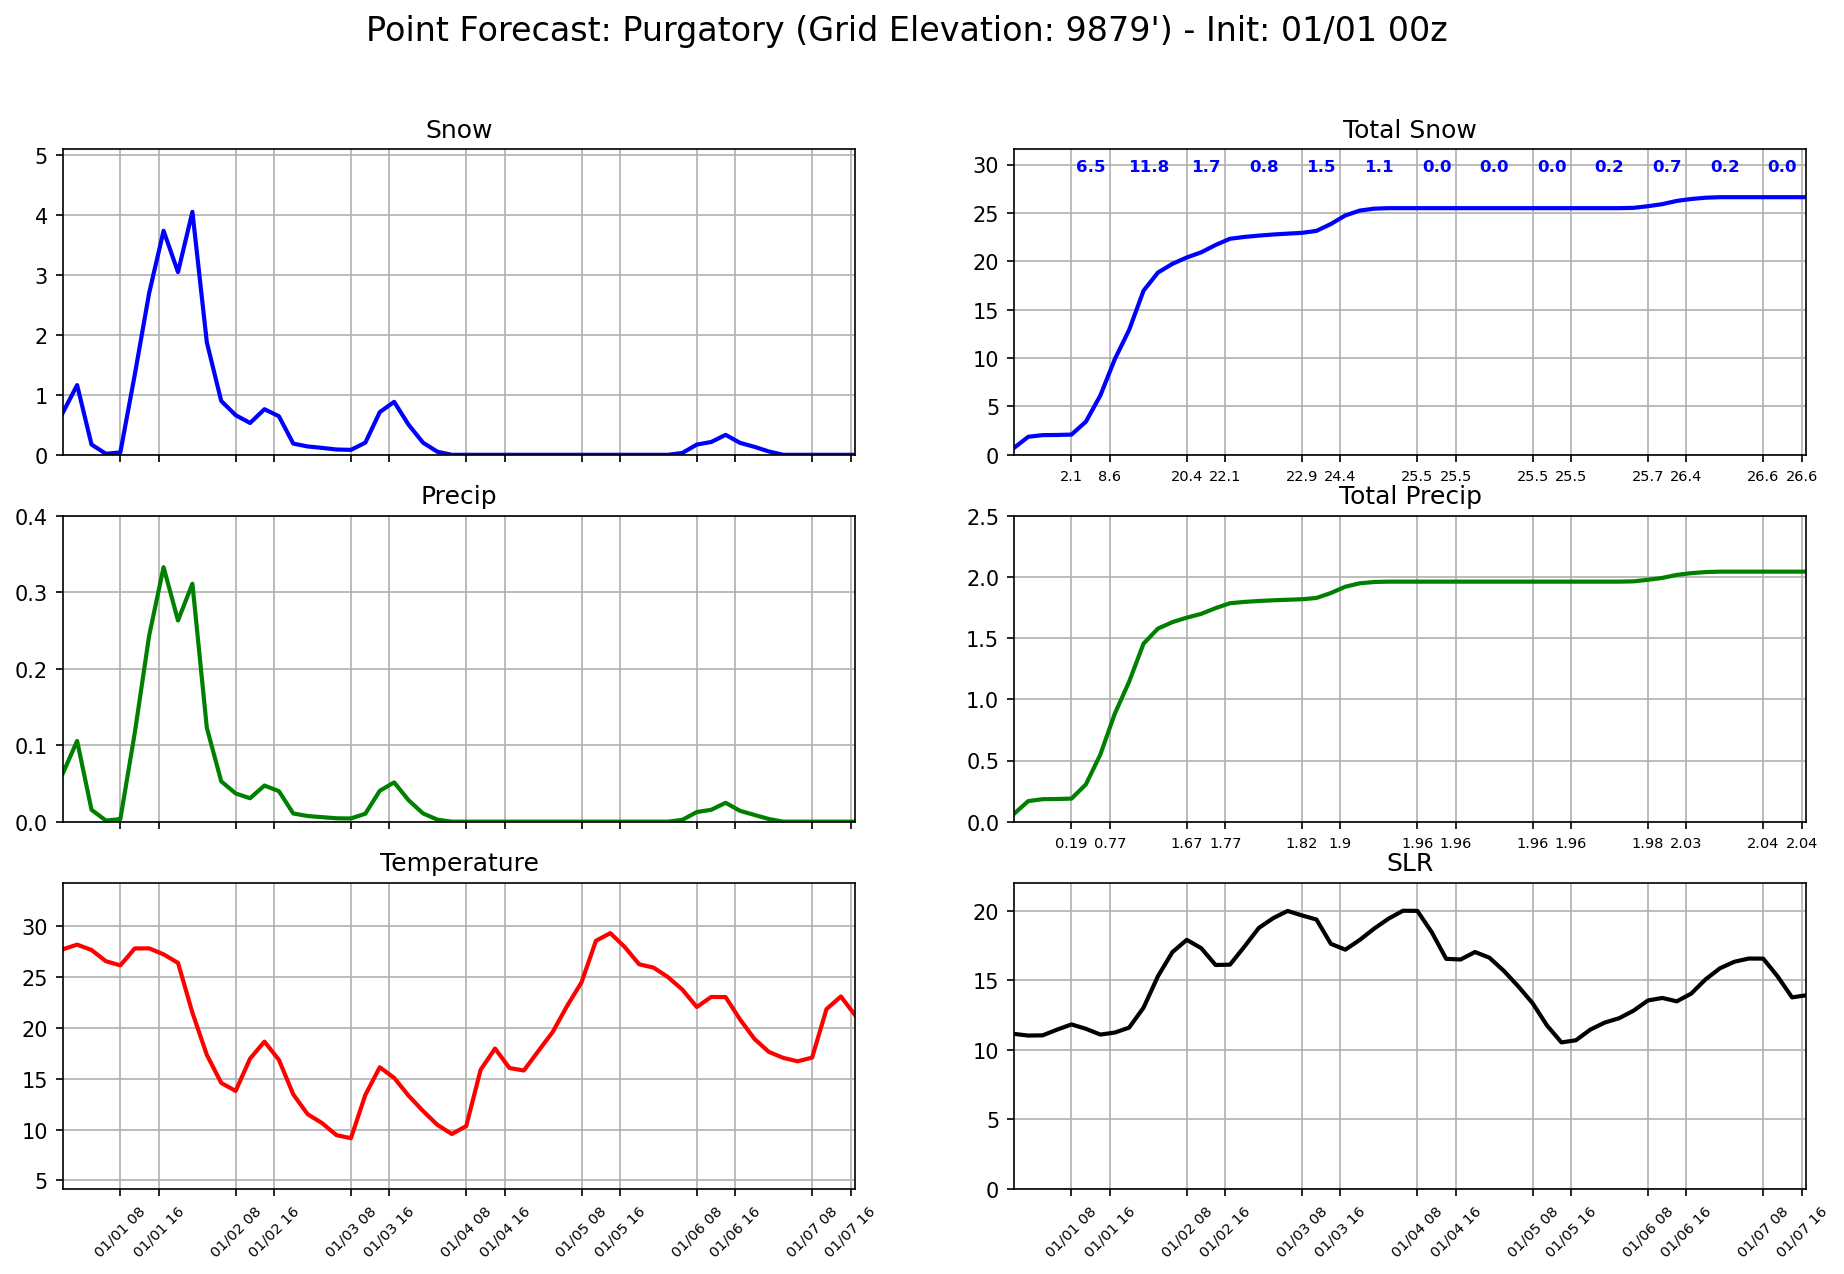 Point Forecast: Purgatory (Grid Elevation: 9879') - Init: 01/01 00z
Snow
5
4
3
2
1
0
Total Snow
30
25
20
15
10
5
0
6.5 11.8 1.7 0.8 1.5 1.1 0.0 0.0 0.0 0.2 0.7 0.2 0.0
2.1 8.6 20.4 22.1 22.9 24.4 25.5 25.5 25.5 25.5 25.7 26.4 26.6 26.6
Precip
0.4
0.3
0.2
0.1
0.0
Total Precip
2.5
2.0
1.5
1.0
0.5
0.0
0.19 0.77 1.67 1.77 1.82 1.9 1.96 1.96 1.96 1.96 1.98 2.03 2.04 2.04
Temperature
30
25
20
15
10
5
01/01 08 01/01 16 01/02 08 01/02 16 01/03 08 01/03 16 01/04 08 01/04 16 01/05 08 01/05 16 01/06 08 01/06 16 01/07 08 01/07 16
SLR
20
15
10
5
0
01/01 08 01/01 16 01/02 08 01/02 16 01/03 08 01/03 16 01/04 08 01/04 16 01/05 08 01/05 16 01/06 08 01/06 16 01/07 08 01/07 16